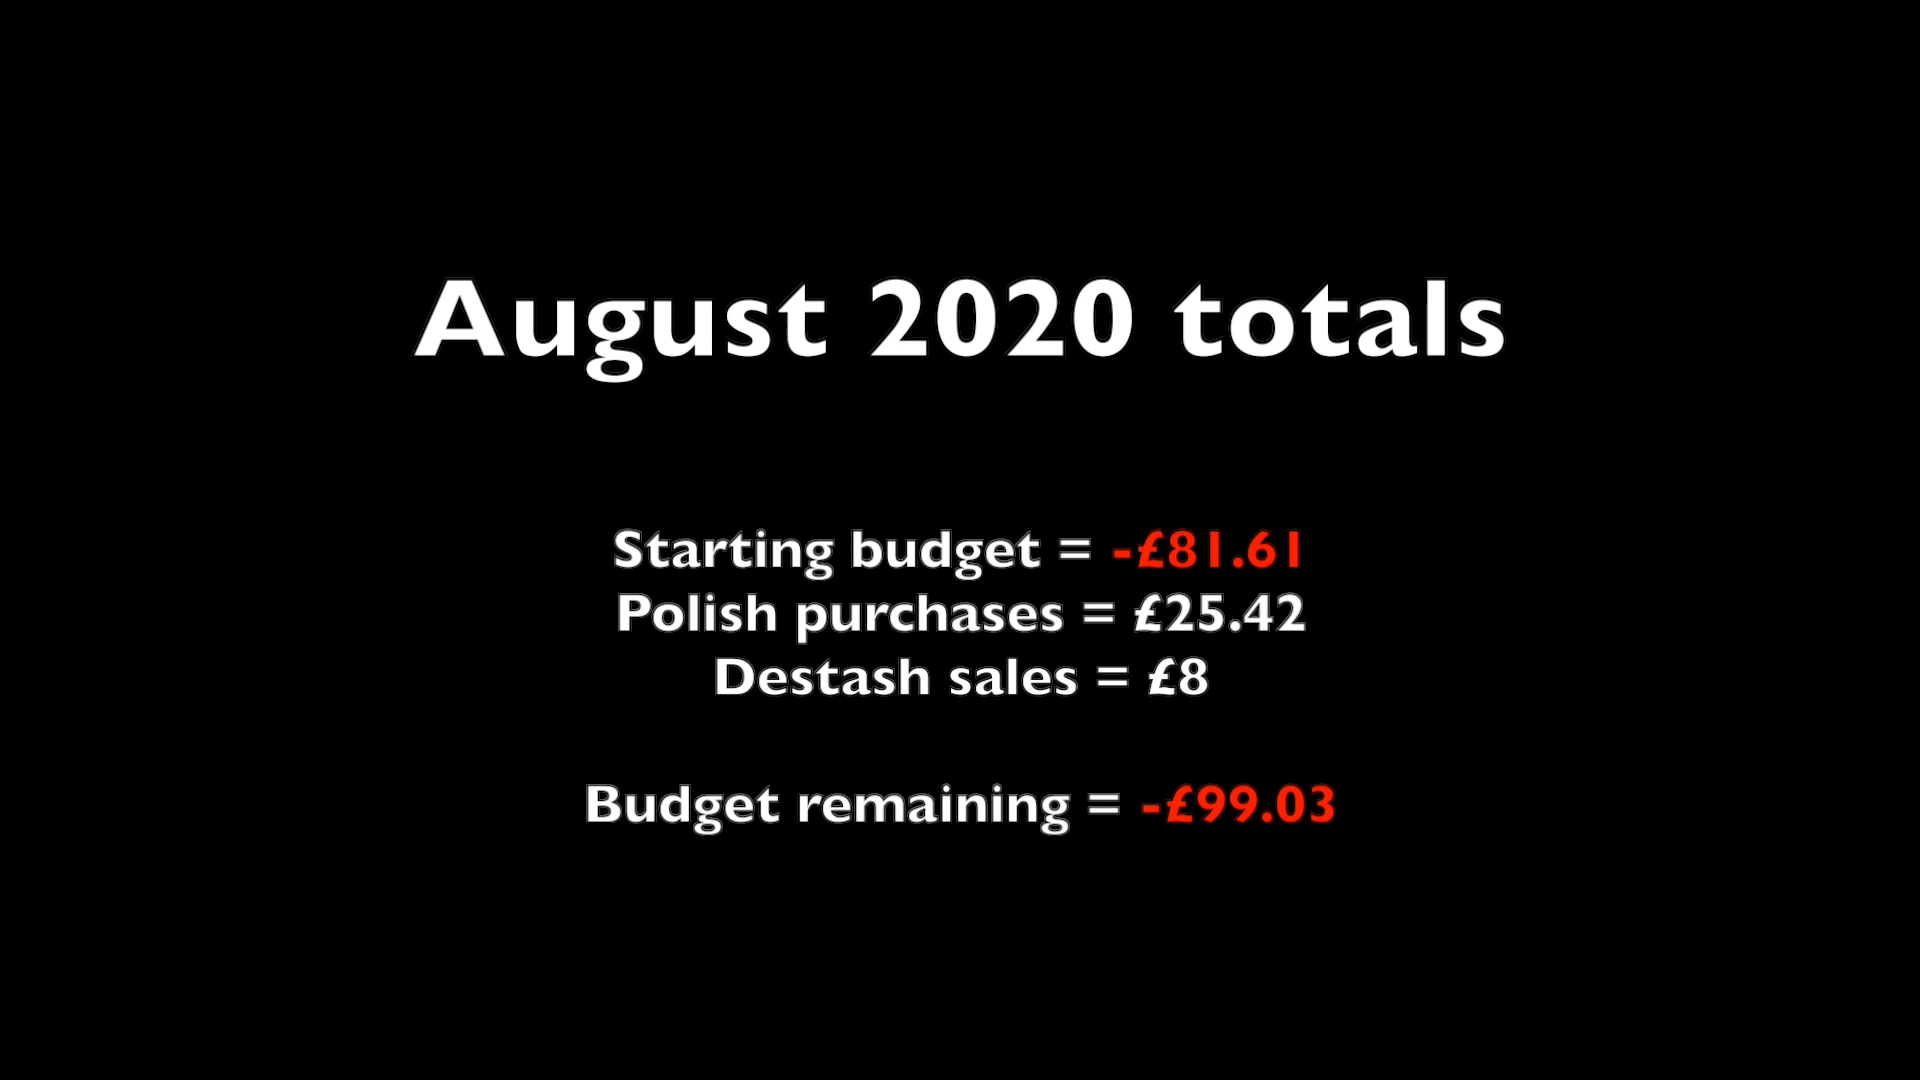 August 2020 totals
Starting budget = -£81.61
Polish purchases = £25.42
Destash sales = £8
Budget remaining = -£99.03